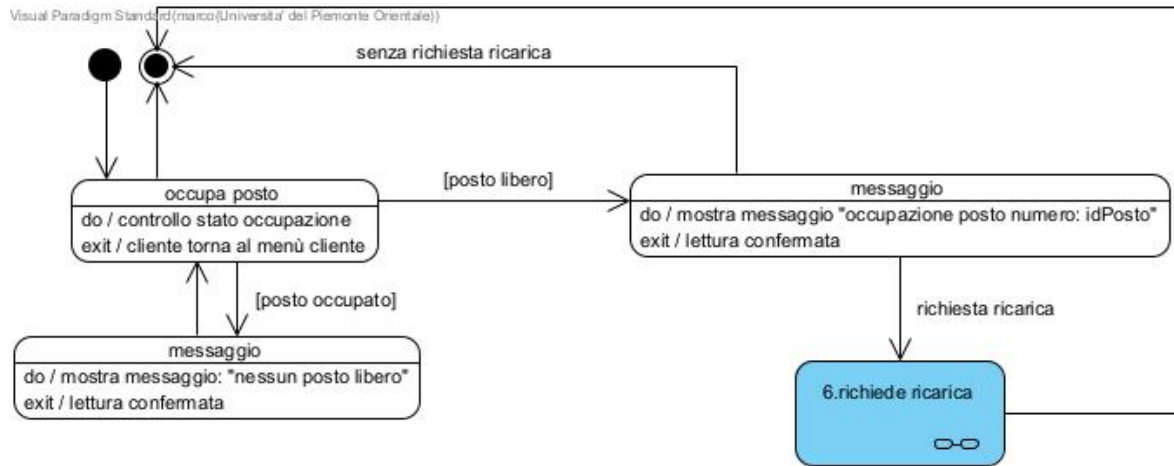 Visual Paradigm Standard(marco(Universita' del Piemonte Orientale))
senza richiesta ricarica
occupa posto
do / controllo stato occupazione
exit / cliente torna al menù cliente
[posto libero]
messaggio
do / mostra messaggio "occupazione posto numero: idPosto"
exit / lettura confermata
[posto occupato]
richiesta ricarica
messaggio
do / mostra messaggio: "nessun posto libero"
exit / lettura confermata
6.richiede ricarica